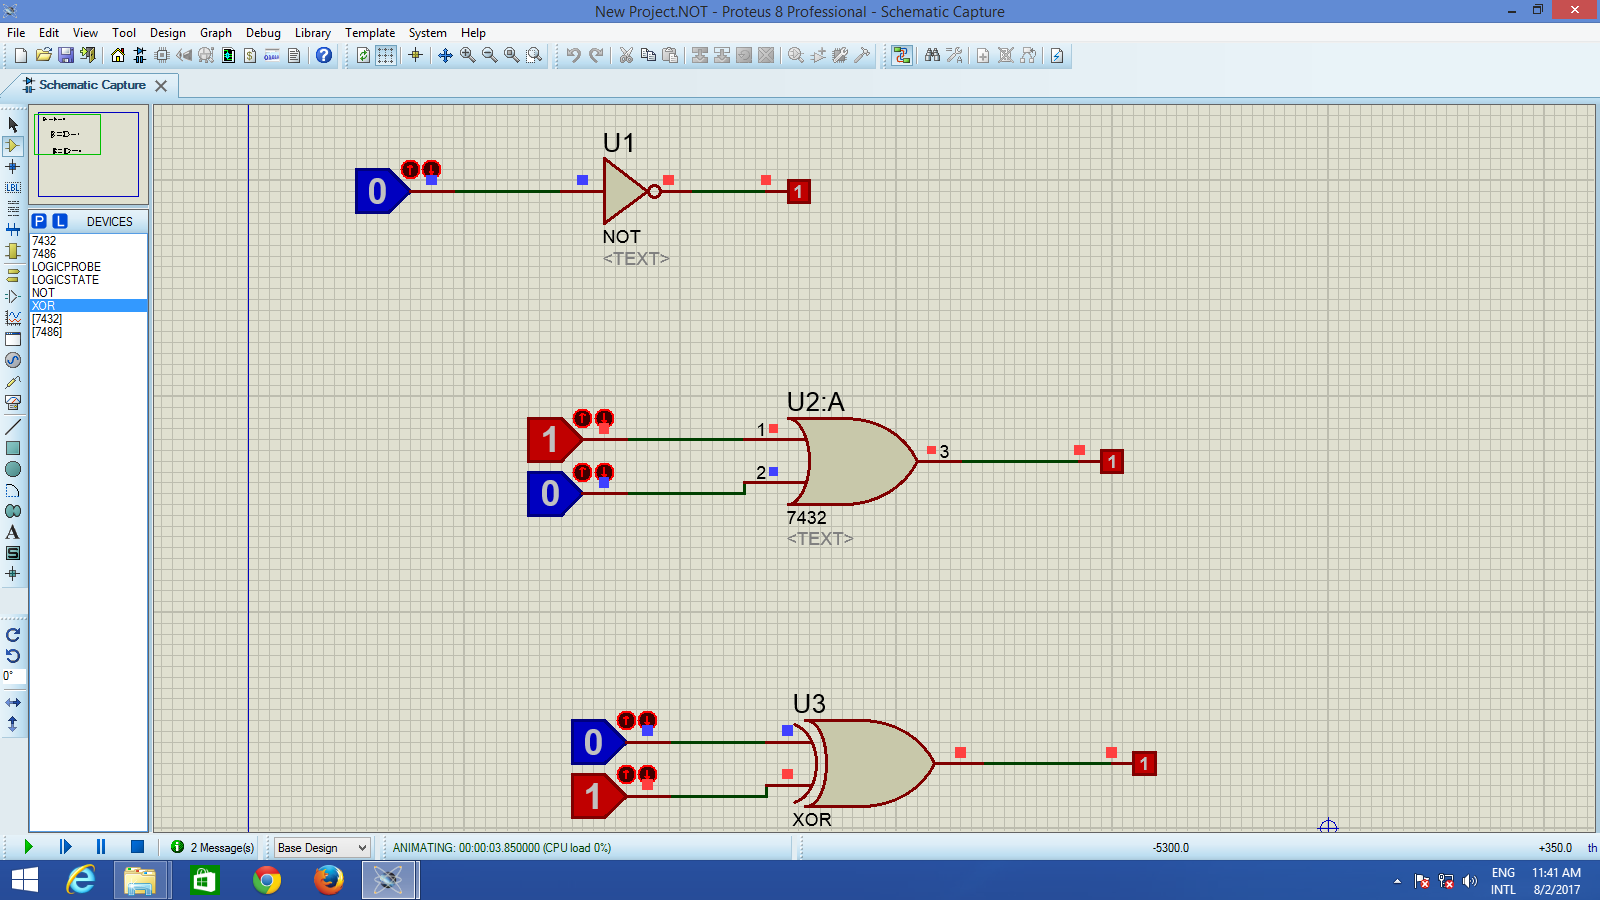 New Project.NOT - Proteus 8 Professional - Schematic Capture
File Edit View Tool Design Graph Debug Library Template System Help
Schematic Capture
P L DEVICES
7432
7486
LOGICPROBE
LOGICSTATE
NOT
XOR
[7432]
[7486]
LBL
A
S
0°
U1
0
1
NOT
<TEXT>
U2:A
1
1
3
1
2
0
7432
<TEXT>
U3
0
1
1
XOR
2 Message(s)
Base Design
ANIMATING: 00:00:03.850000 (CPU load 0%)
-5300.0
+350.0
th
ENG
INTL
11:41 AM
8/2/2017